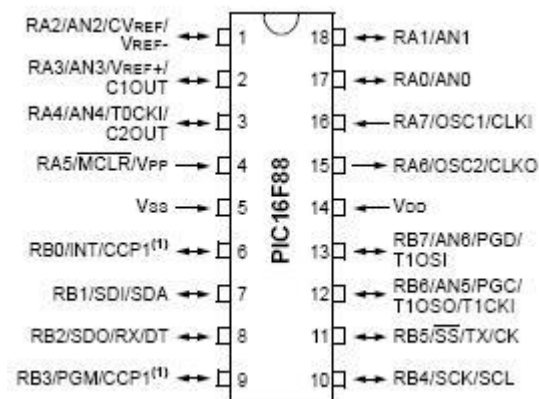 RA2/AN2/CVREF/
VREF-
1
18
RA1/AN1
RA3/AN3/VREF+/
C1OUT
2
17
RA0/AN0
RA4/AN4/T0CKI/
C2OUT
3
16
RA7/OSC1/CLKI
RA5/MCLR/VPP
4
15
RA6/OSC2/CLKO
VSS
5
14
VDD
RB0/INT/CCP1(1)
6
13
RB7/AN6/PGD/
T1OSI
RB1/SDI/SDA
7
12
RB6/AN5/PGC/
T1OSO/T1CKI
RB2/SDO/RX/DT
8
11
RB5/SS/TX/CK
RB3/PGM/CCP1(1)
9
10
RB4/SCK/SCL
PIC16F88